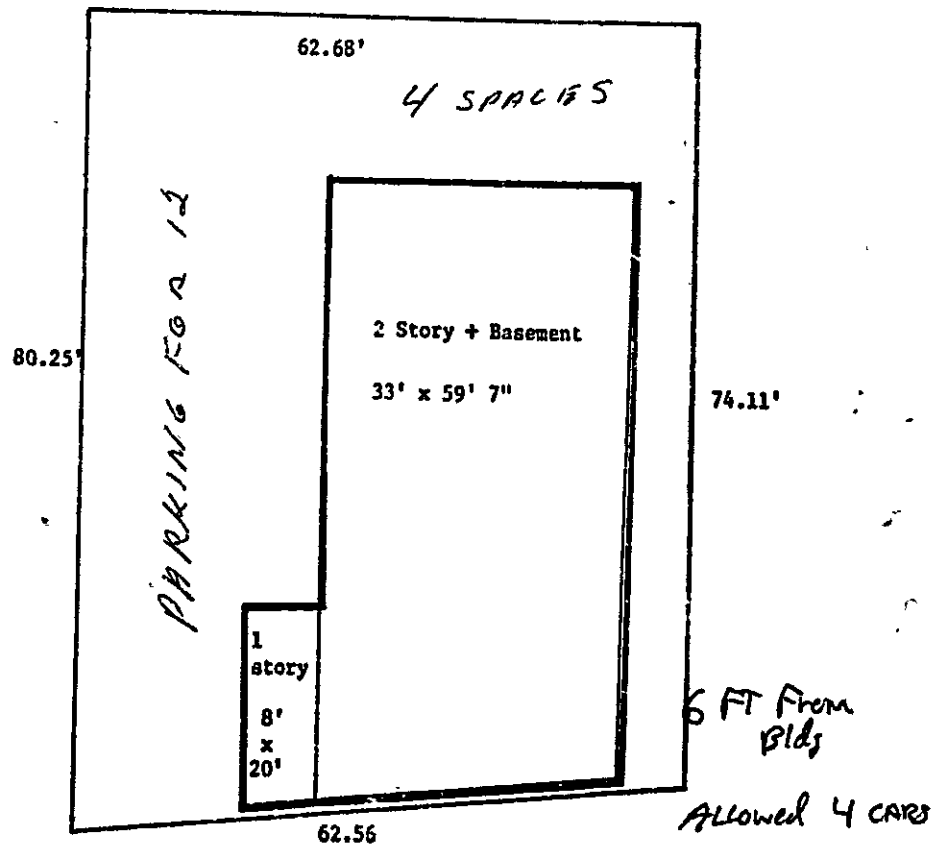 62.68'
4 SPACES
PARKING FOR 12
80.25'
2 Story + Basement
33' x 59' 7"
74.11'
1
story
8'
x
20'
6 FT From
Bldg
Allowed 4 CARS
62.56